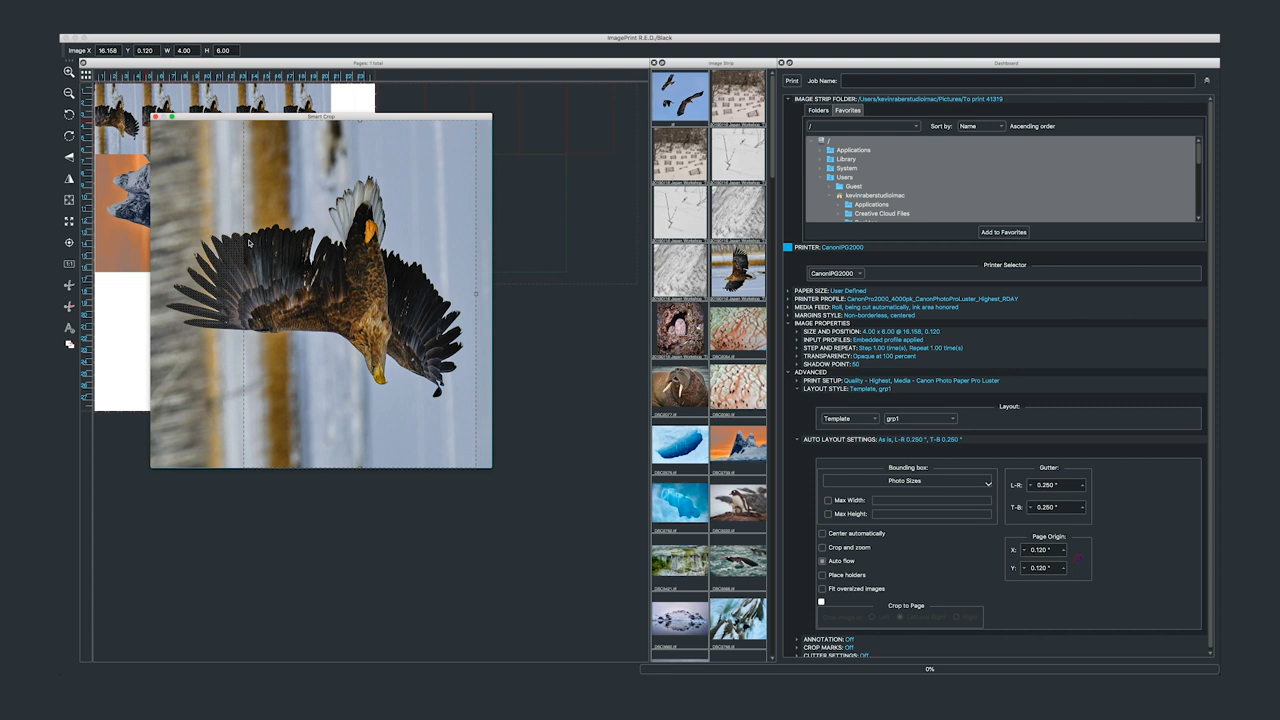 ImagePrint R.E.D./Black
Image X 16.158 Y 0.120 W 4.00 H 6.00
Pages: 1 total
Image Strip
Dashboard
Smart Crop
Print Job Name:
IMAGE STRIP FOLDER: /Users/kevinraberstudioimac/Pictures/To print 41319
Folders Favorites
/ Sort by: Name Ascending order
/
Applications
Library
System
Users
Guest
kevinraberstudioimac
Applications
Creative Cloud Files
Add to Favorites
PRINTER: CanonIPG2000
Printer Selector
CanonIPG2000
PAPER SIZE: User Defined
PRINTER PROFILE: CanonPro2000_4000pk_CanonPhotoProLuster_Highest_RDAY
MEDIA FEED: Roll, being cut automatically, ink area honored
MARGINS STYLE: Non-borderless, centered
IMAGE PROPERTIES
SIZE AND POSITION: 4.00 x 6.00 @ 16.158, 0.120
INPUT PROFILES: Embedded profile applied
STEP AND REPEAT: Step 1.00 time(s), Repeat 1.00 time(s)
TRANSPARENCY: Opaque at 100 percent
SHADOW POINT: 50
ADVANCED
PRINT SETUP: Quality - Highest, Media - Canon Photo Paper Pro Luster
LAYOUT STYLE: Template, grp1
Layout:
Template grp1
AUTO LAYOUT SETTINGS: As is, L-R 0.250 ", T-B 0.250 "
Bounding box:
Photo Sizes
Max Width:
Max Height:
Gutter:
L-R: 0.250 "
T-B: 0.250 "
Center automatically
Crop and zoom
Auto flow
Place holders
Fit oversized images
Page Origin:
X: 0.120 "
Y: 0.120 "
Crop to Page
ANNOTATION: Off
CROP MARKS: Off
CUTTER SETTINGS: Off
0%